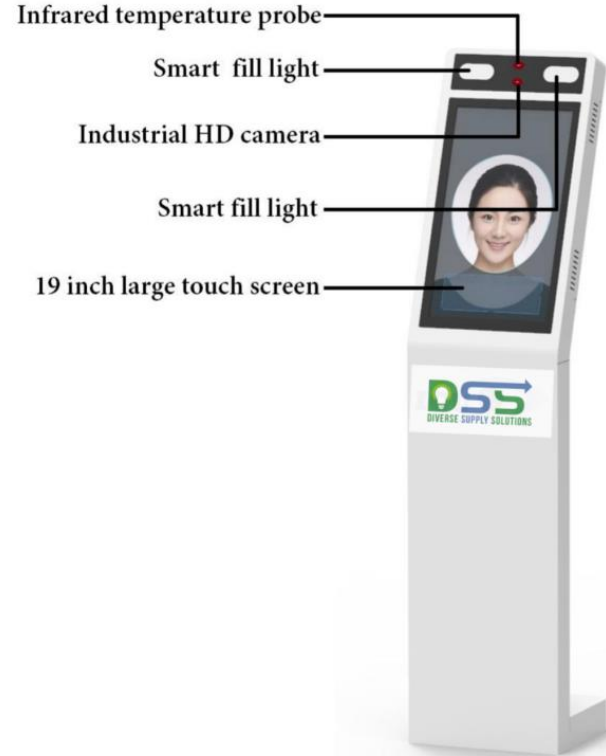 Infrared temperature probe
Smart fill light
Industrial HD camera
Smart fill light
19 inch large touch screen
DSS
DIVERSE SUPPLY SOLUTIONS